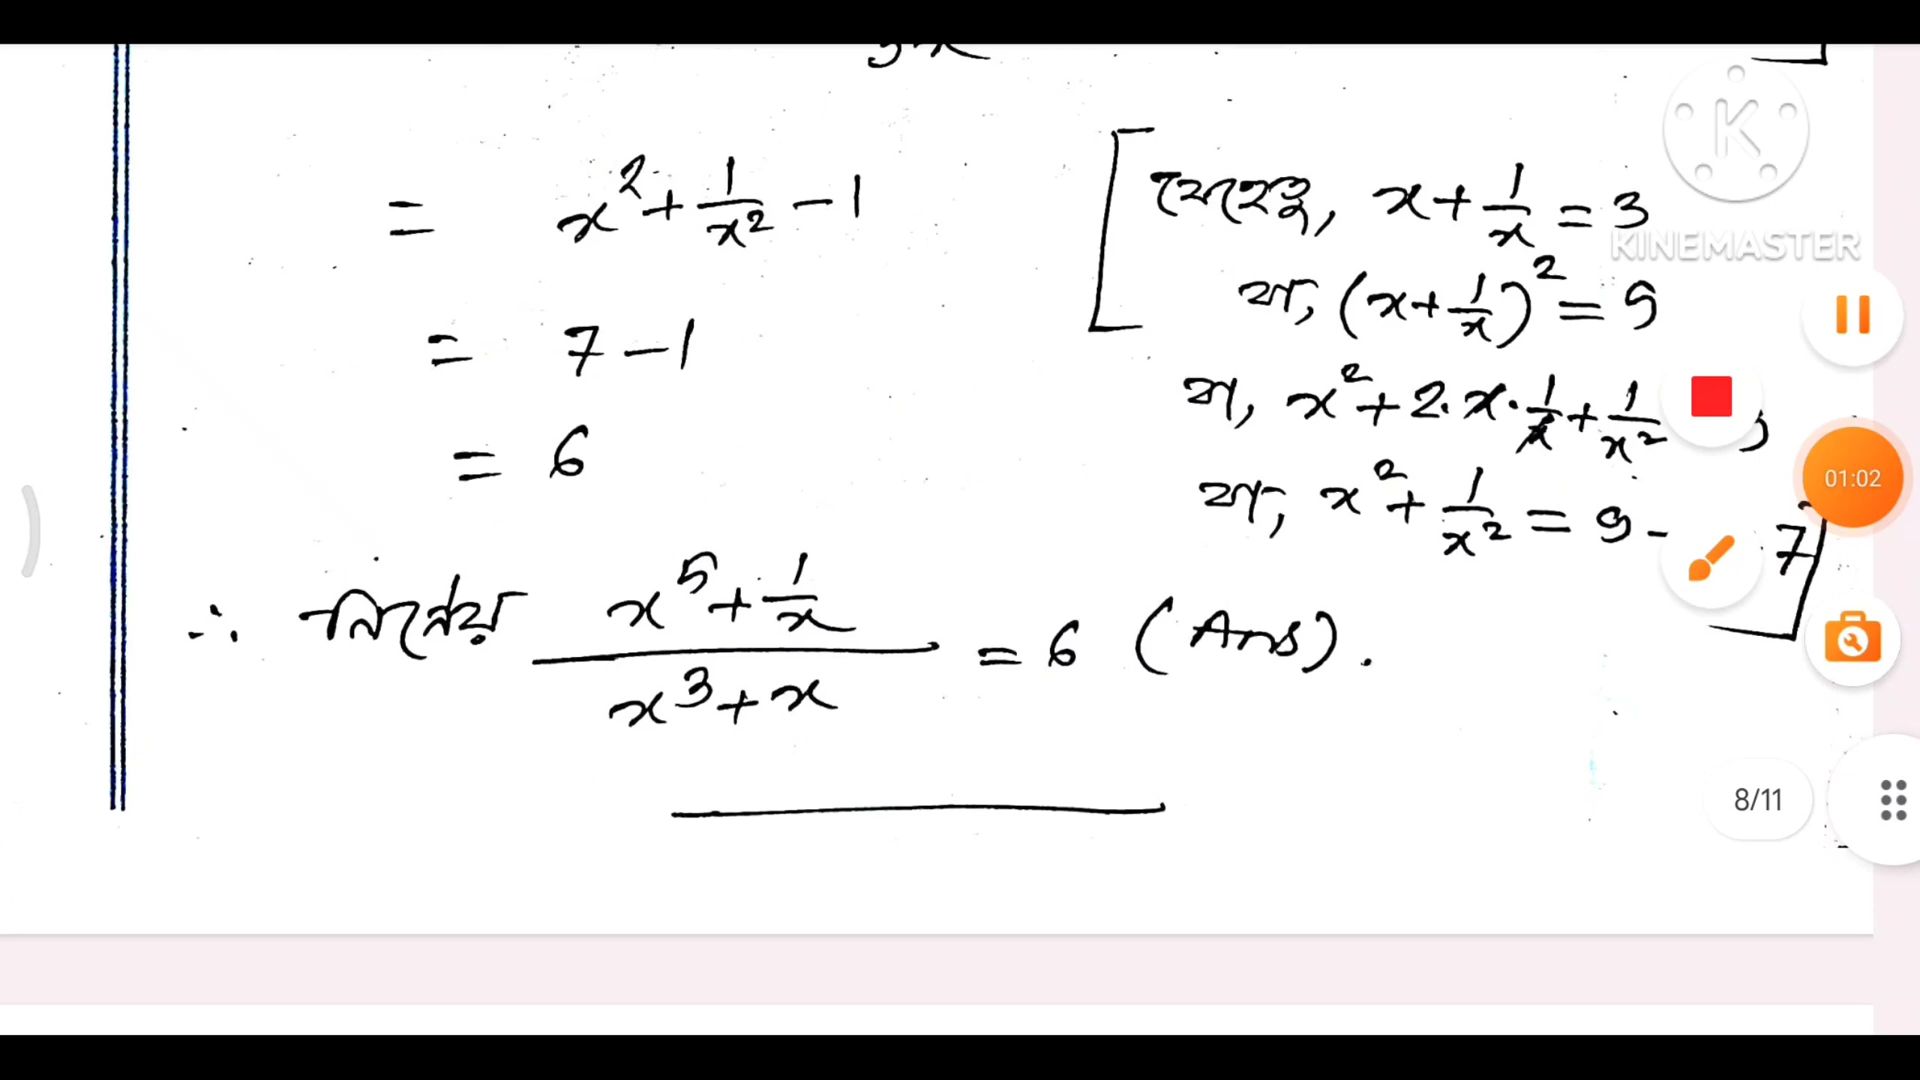 = x² + 1/x² - 1
[যেহেতু, x + 1/x = 3
KINEMASTER
বা, (x + 1/x)² = 9
= 7 - 1
বা, x² + 2. x. 1/x + 1/x²
= 6
01:02
বা, x² + 1/x² = 9 - 7]
∴ নির্ণেয় (x⁵ + 1/x)/(x³ + x) = 6 (Ans).
8/11